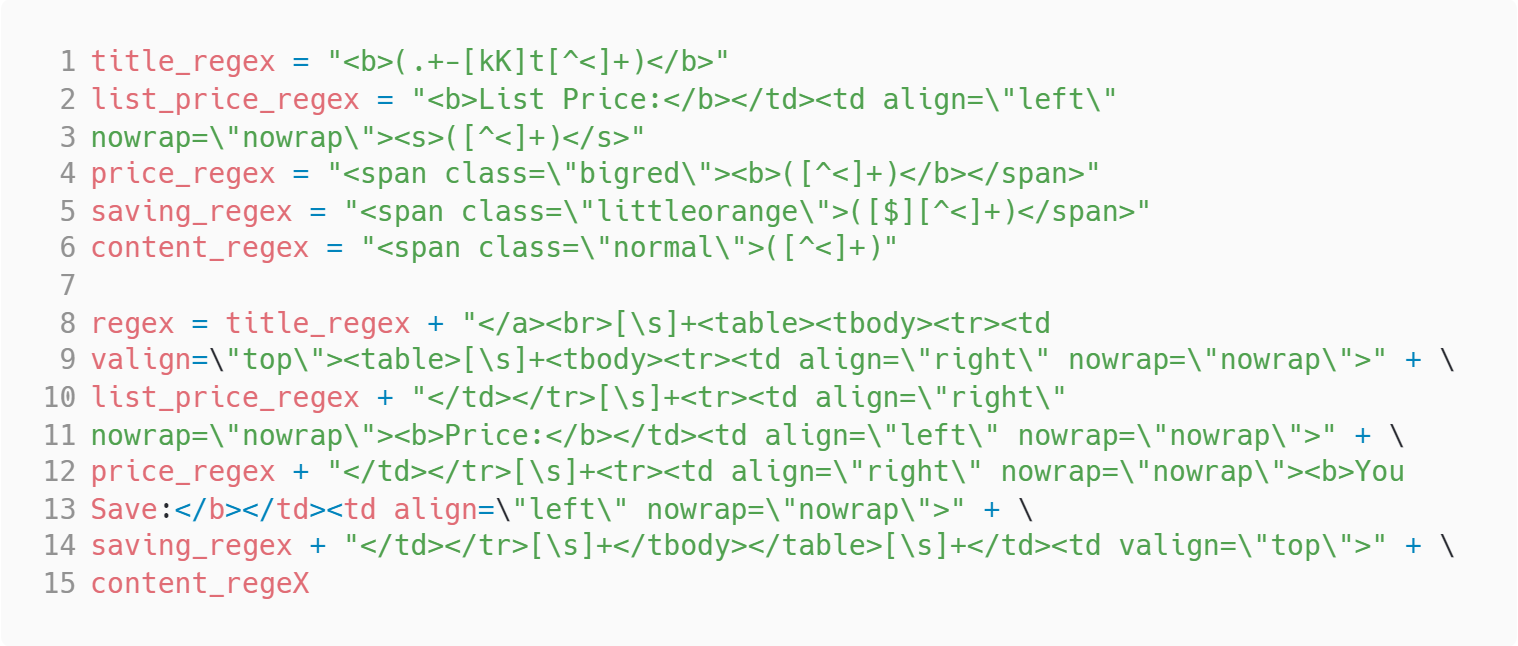 1 title_regex = "<b>(.+-[kK]t[^<]+)</b>"
2 list_price_regex = "<b>List Price:</b></td><td align=\"left\"
3 nowrap=\"nowrap\"><s>([^<]+)</s>"
4 price_regex = "<span class=\"bigred\"><b>([^<]+)</b></span>"
5 saving_regex = "<span class=\"littleorange\">([$][^<]+)</span>"
6 content_regex = "<span class=\"normal\">([^<]+)"
7
8 regex = title_regex + "</a><br>[\s]+<table><tbody><tr><td
9 valign=\"top\"><table>[\s]+<tbody><tr><td align=\"right\" nowrap=\"nowrap\">" + \
10 list_price_regex + "</td></tr>[\s]+<tr><td align=\"right\"
11 nowrap=\"nowrap\"><b>Price:</b></td><td align=\"left\" nowrap=\"nowrap\">" + \
12 price_regex + "</td></tr>[\s]+<tr><td align=\"right\" nowrap=\"nowrap\"><b>You
13 Save:</b></td><td align=\"left\" nowrap=\"nowrap\">" + \
14 saving_regex + "</td></tr>[\s]+</tbody></table>[\s]+</td><td valign=\"top\">" + \
15 content_regeX